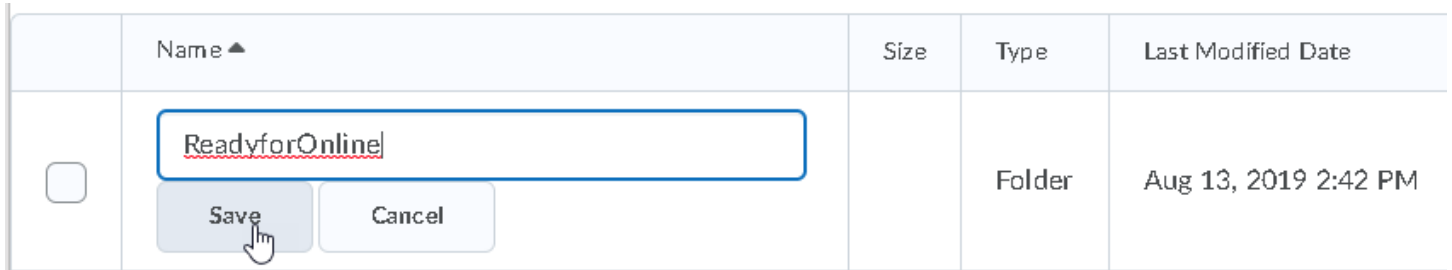 Name Size Type Last Modified Date
ReadyforOnline
Folder Aug 13, 2019 2:42 PM
Save Cancel